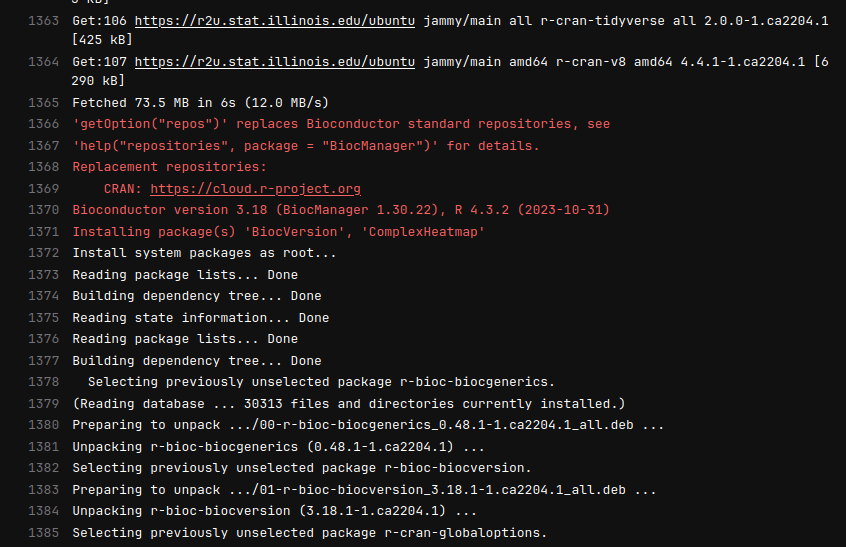 5 kB]
1363 Get:106 https://r2u.stat.illinois.edu/ubuntu jammy/main all r-cran-tidyverse all 2.0.0-1.ca2204.1
[425 kB]
1364 Get:107 https://r2u.stat.illinois.edu/ubuntu jammy/main amd64 r-cran-v8 amd64 4.4.1-1.ca2204.1 [6
290 kB]
1365 Fetched 73.5 MB in 6s (12.0 MB/s)
1366 'getOption("repos")' replaces Bioconductor standard repositories, see
1367 'help("repositories", package = "BiocManager")' for details.
1368 Replacement repositories:
1369     CRAN: https://cloud.r-project.org
1370 Bioconductor version 3.18 (BiocManager 1.30.22), R 4.3.2 (2023-10-31)
1371 Installing package(s) 'BiocVersion', 'ComplexHeatmap'
1372 Install system packages as root...
1373 Reading package lists... Done
1374 Building dependency tree... Done
1375 Reading state information... Done
1376 Reading package lists... Done
1377 Building dependency tree... Done
1378   Selecting previously unselected package r-bioc-biocgenerics.
1379 (Reading database ... 30313 files and directories currently installed.)
1380 Preparing to unpack .../00-r-bioc-biocgenerics_0.48.1-1.ca2204.1_all.deb ...
1381 Unpacking r-bioc-biocgenerics (0.48.1-1.ca2204.1) ...
1382 Selecting previously unselected package r-bioc-biocversion.
1383 Preparing to unpack .../01-r-bioc-biocversion_3.18.1-1.ca2204.1_all.deb ...
1384 Unpacking r-bioc-biocversion (3.18.1-1.ca2204.1) ...
1385 Selecting previously unselected package r-cran-globaloptions.